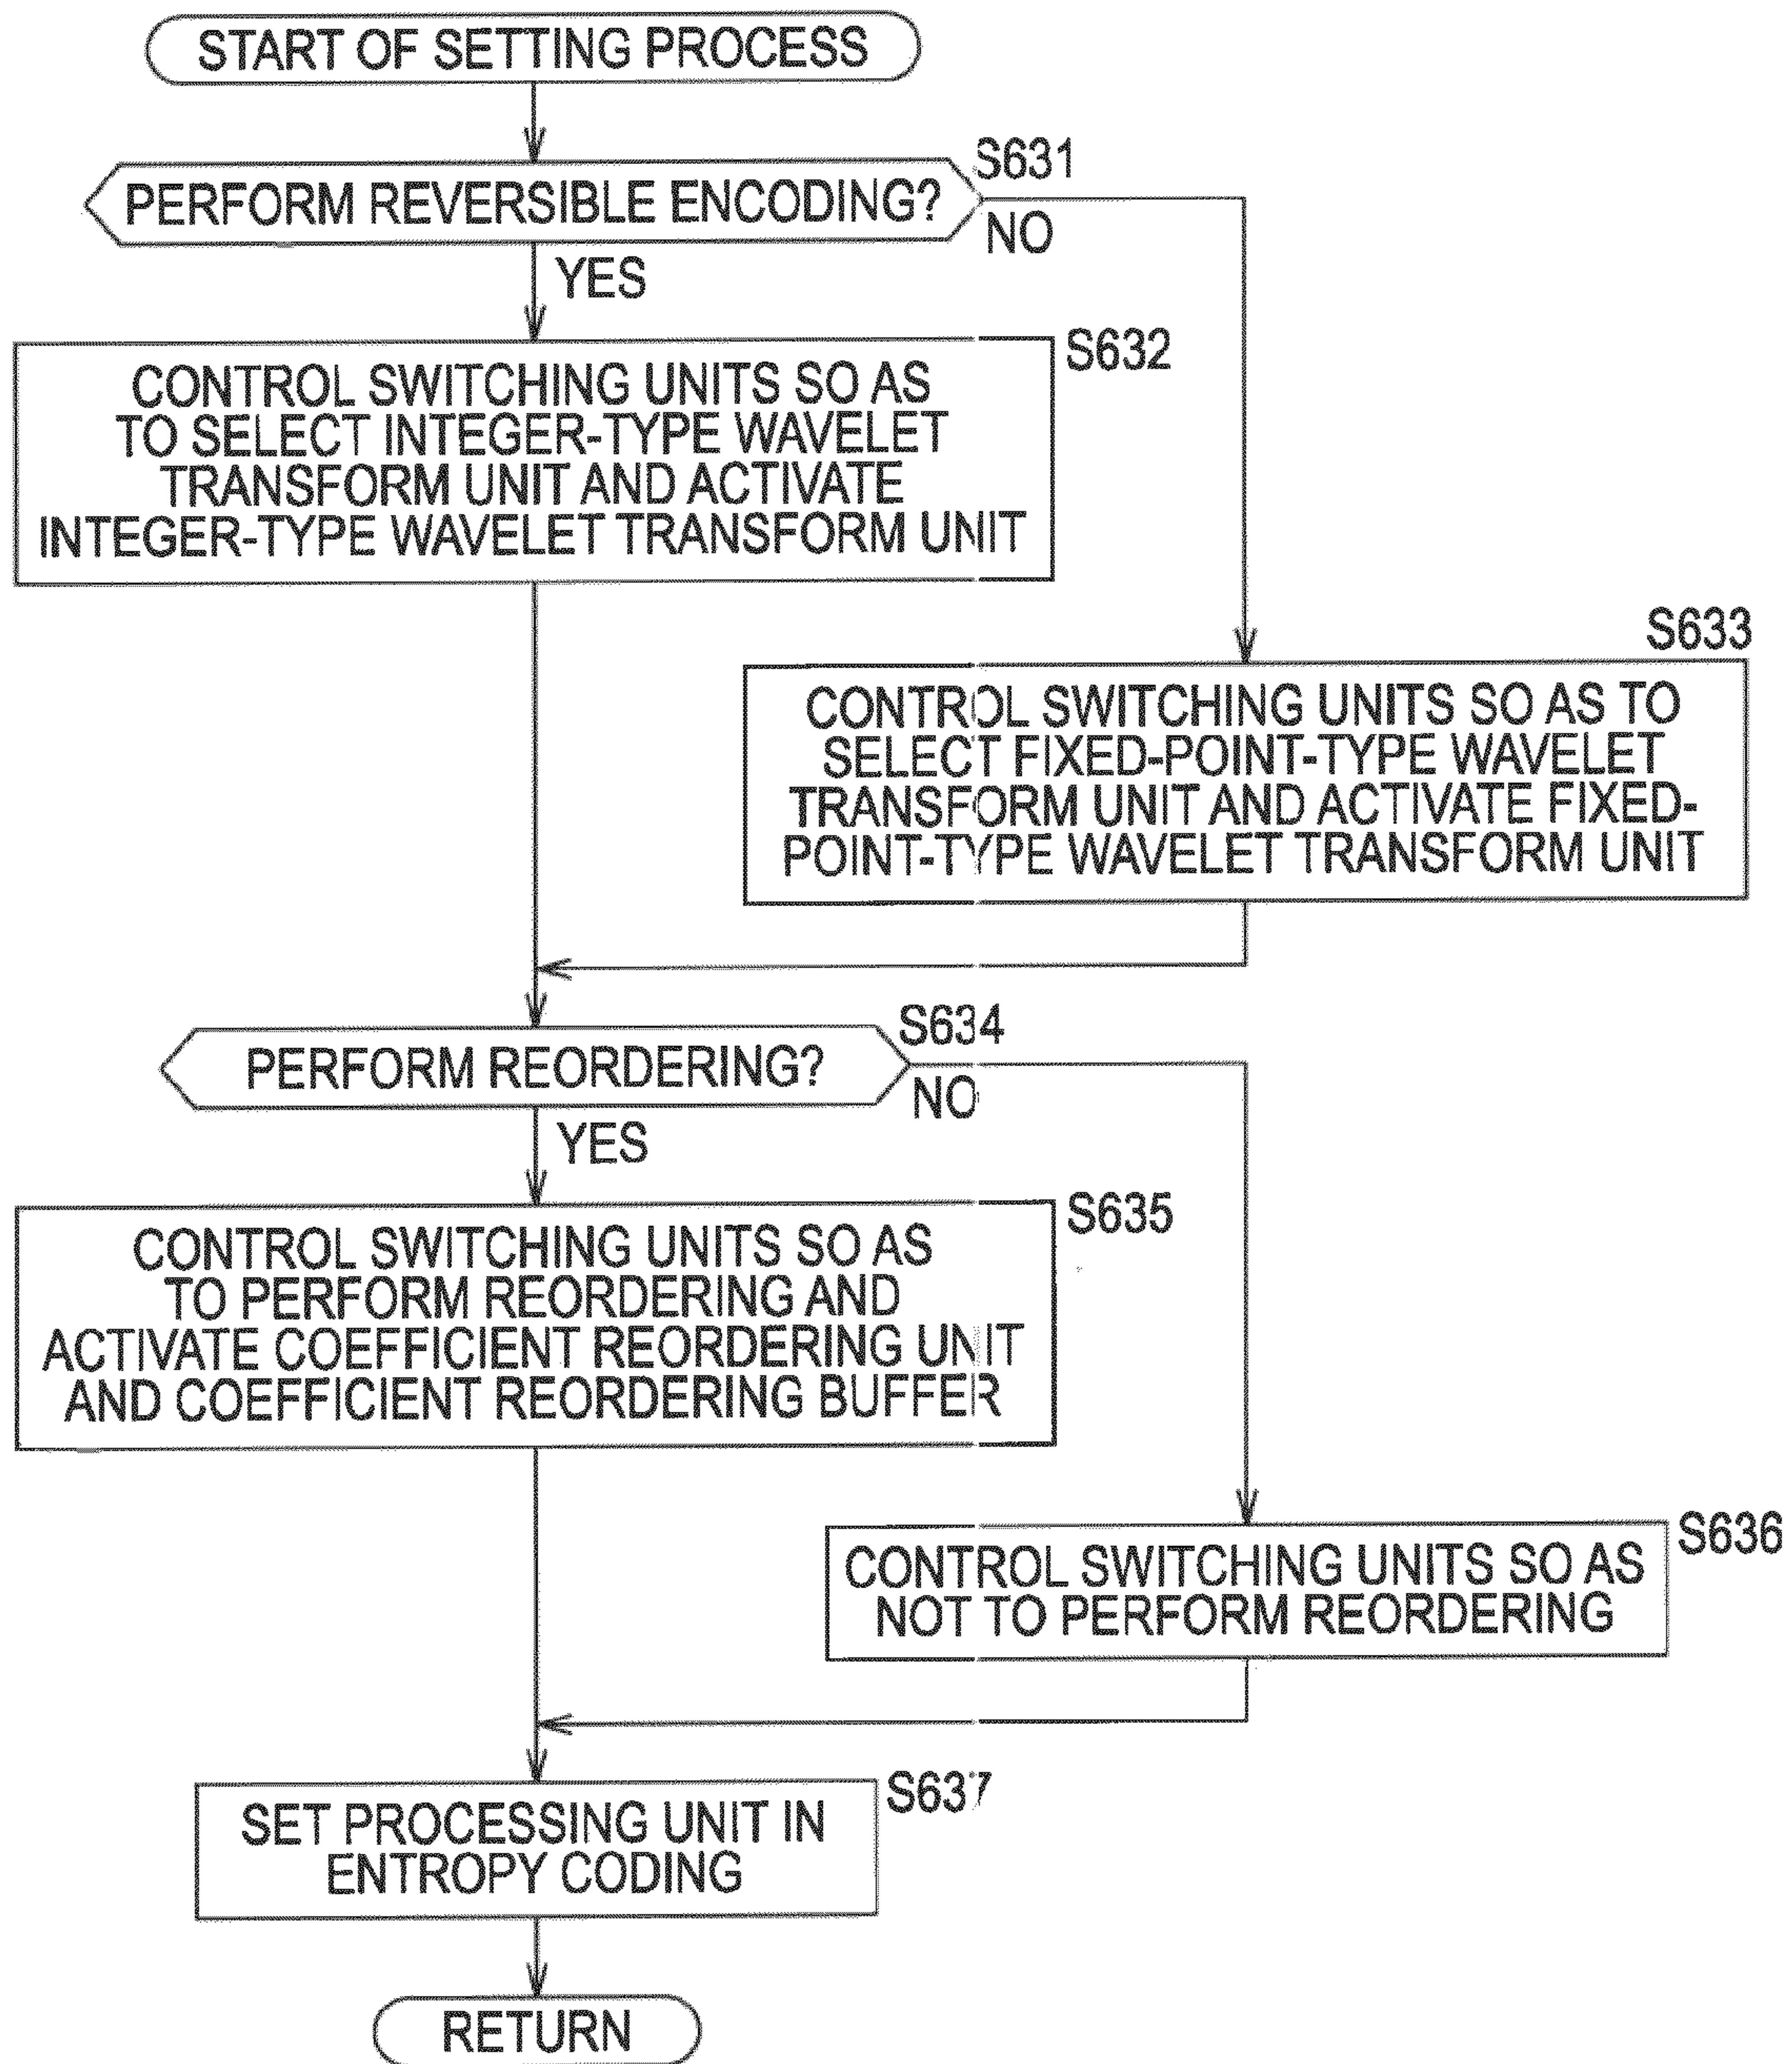 START OF SETTING PROCESS
S631
PERFORM REVERSIBLE ENCODING?
NO
YES
S632
CONTROL SWITCHING UNITS SO AS
TO SELECT INTEGER-TYPE WAVELET
TRANSFORM UNIT AND ACTIVATE
INTEGER-TYPE WAVELET TRANSFORM UNIT
S633
CONTROL SWITCHING UNITS SO AS TO
SELECT FIXED-POINT-TYPE WAVELET
TRANSFORM UNIT AND ACTIVATE FIXED-
POINT-TYPE WAVELET TRANSFORM UNIT
S634
PERFORM REORDERING?
NO
YES
S635
CONTROL SWITCHING UNITS SO AS
TO PERFORM REORDERING AND
ACTIVATE COEFFICIENT REORDERING UNIT
AND COEFFICIENT REORDERING BUFFER
S636
CONTROL SWITCHING UNITS SO AS
NOT TO PERFORM REORDERING
S637
SET PROCESSING UNIT IN
ENTROPY CODING
RETURN